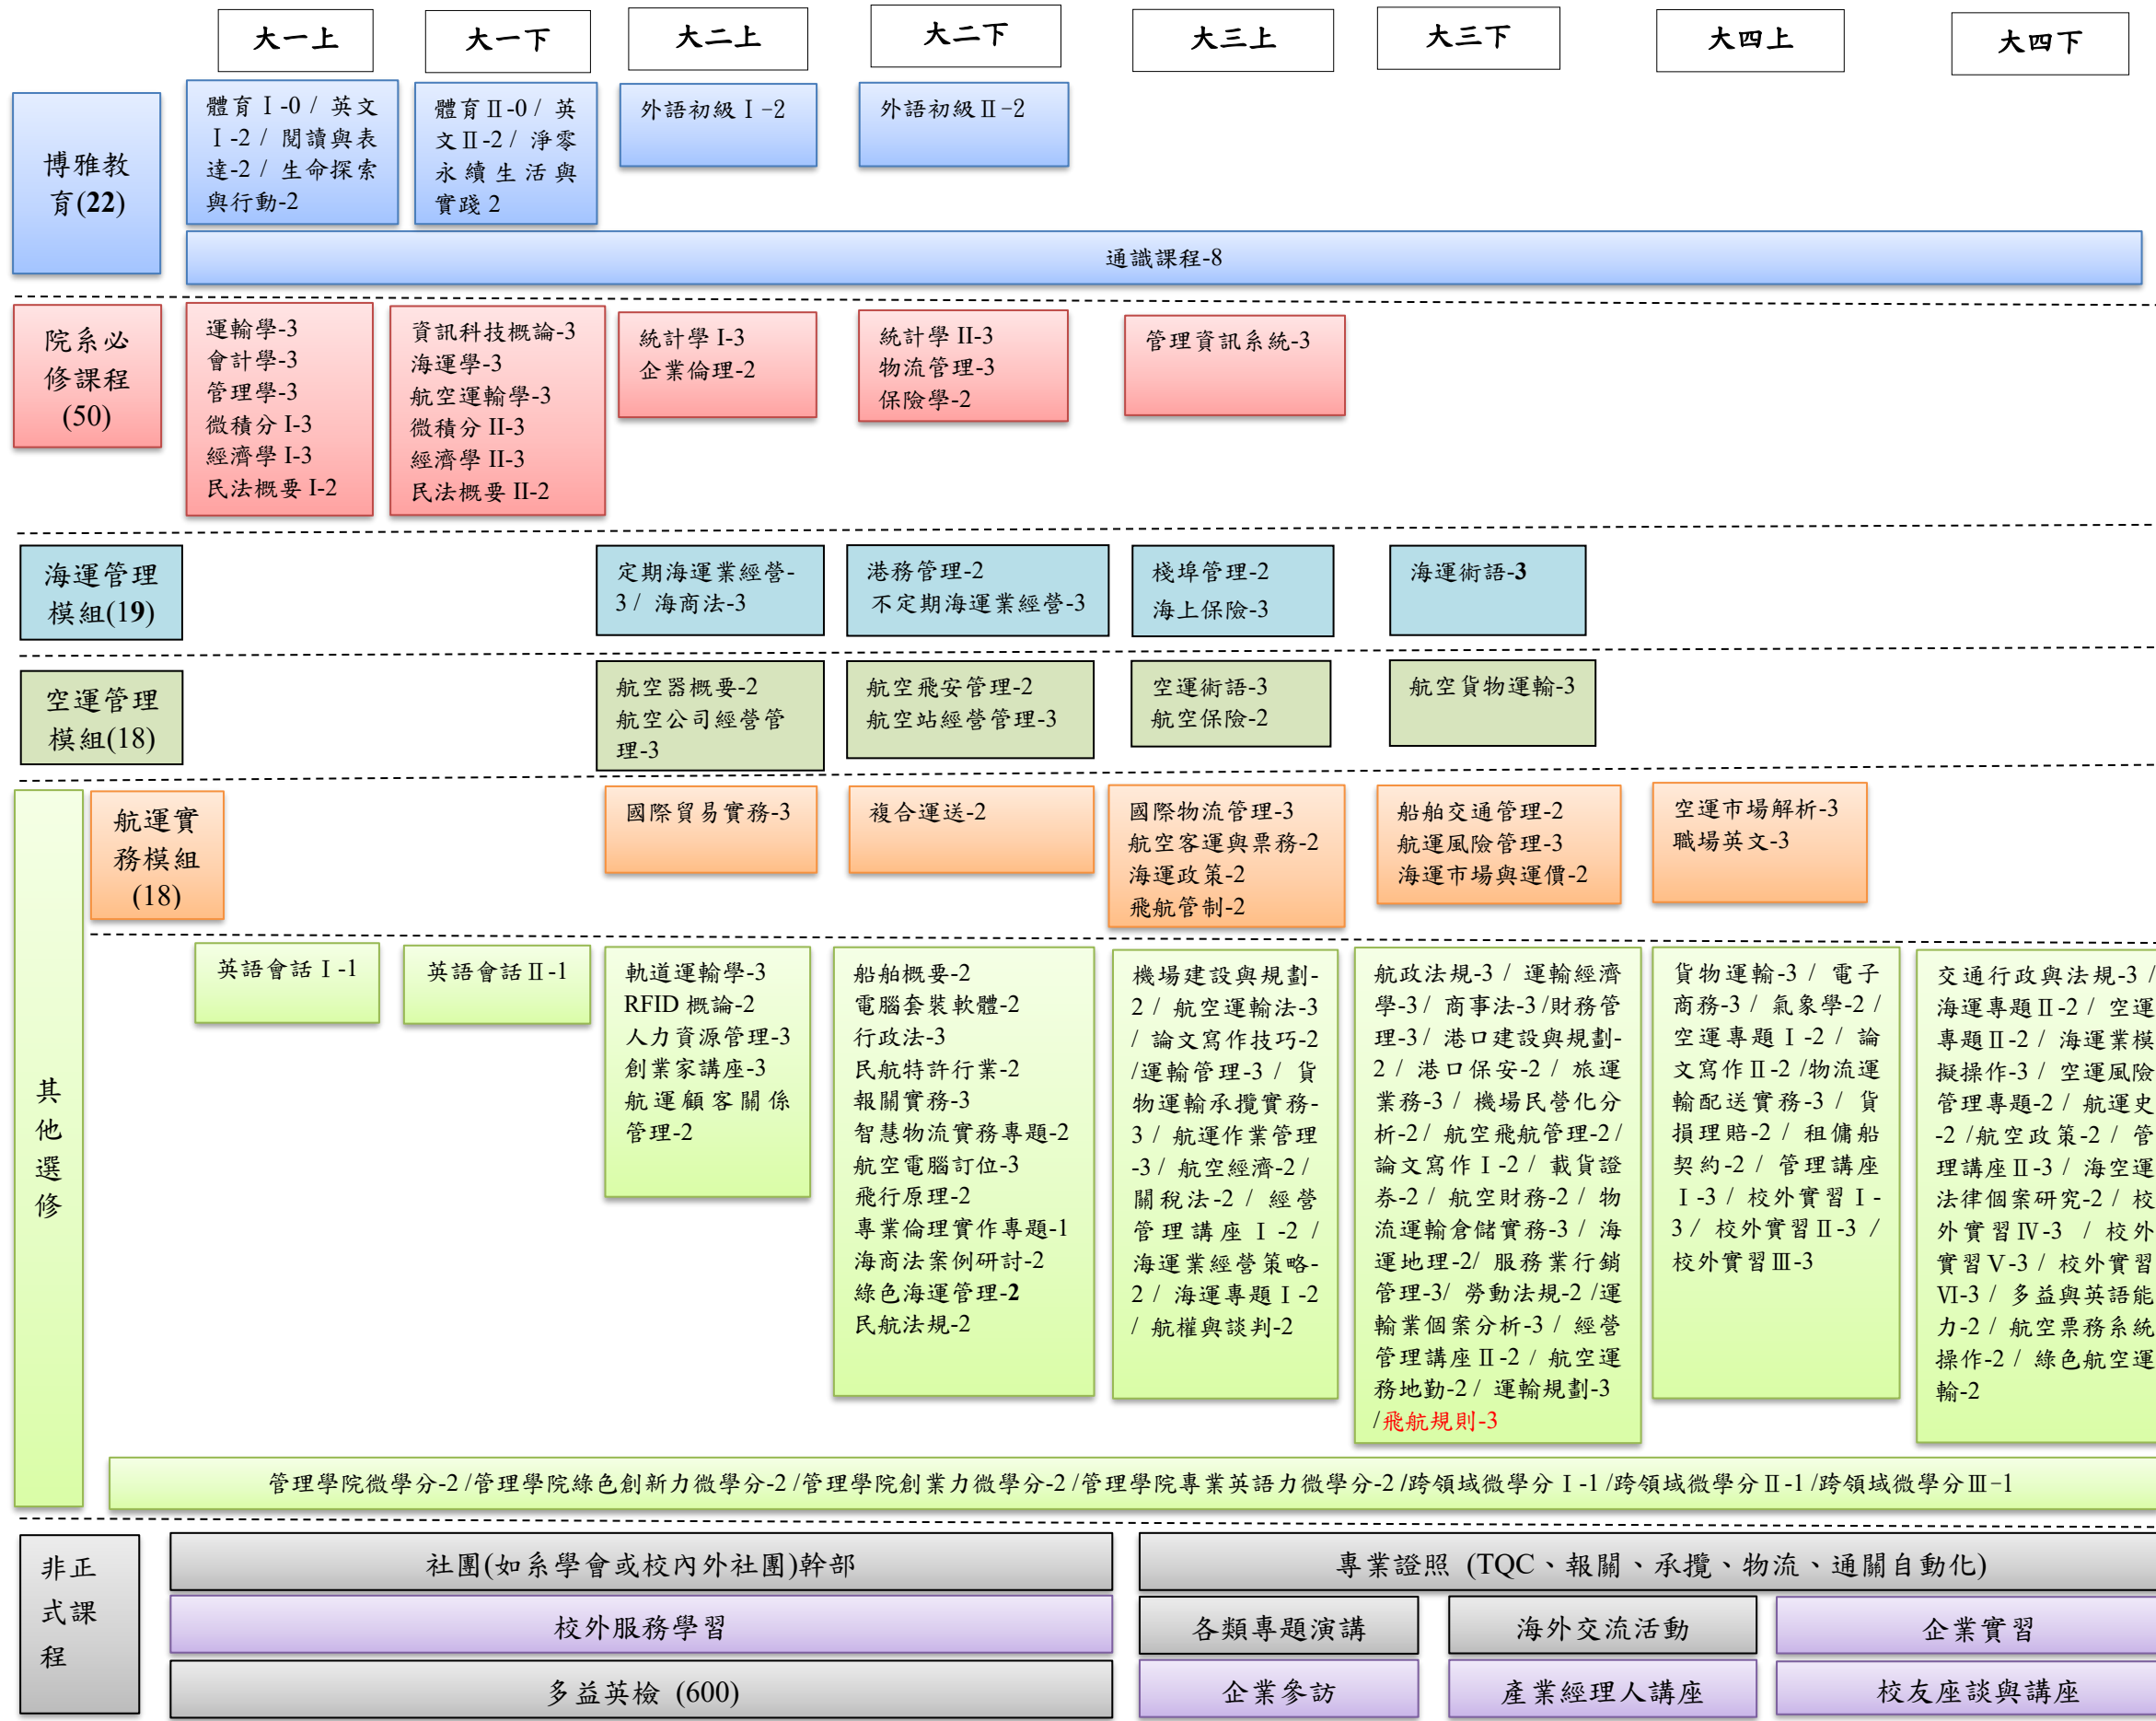 大一上
大一下
大二上
大二下
大三上
大三下
大四上
大四下
博雅教
育(22)
體育Ⅰ-0 / 英文
Ⅰ-2 / 閱讀與表
達-2 / 生命探索
與行動-2
體育Ⅱ-0 / 英
文Ⅱ-2 / 淨零
永續生活與
實踐 2
外語初級Ⅰ-2
外語初級Ⅱ-2
通識課程-8
院系必
修課程
(50)
運輸學-3
會計學-3
管理學-3
微積分 I-3
經濟學 I-3
民法概要 I-2
資訊科技概論-3
海運學-3
航空運輸學-3
微積分 II-3
經濟學 II-3
民法概要 II-2
統計學 I-3
企業倫理-2
統計學 II-3
物流管理-3
保險學-2
管理資訊系統-3
海運管理
模組(19)
定期海運業經營-
3 / 海商法-3
港務管理-2
不定期海運業經營-3
棧埠管理-2
海上保險-3
海運術語-3
空運管理
模組(18)
航空器概要-2
航空公司經營管
理-3
航空飛安管理-2
航空站經營管理-3
空運術語-3
航空保險-2
航空貨物運輸-3
其
他
選
修
航運實
務模組
(18)
國際貿易實務-3
複合運送-2
國際物流管理-3
航空客運與票務-2
海運政策-2
飛航管制-2
船舶交通管理-2
航運風險管理-3
海運市場與運價-2
空運市場解析-3
職場英文-3
英語會話Ⅰ-1
英語會話Ⅱ-1
軌道運輸學-3
RFID 概論-2
人力資源管理-3
創業家講座-3
航運顧客關係
管理-2
船舶概要-2
電腦套裝軟體-2
行政法-3
民航特許行業-2
報關實務-3
智慧物流實務專題-2
航空電腦訂位-3
飛行原理-2
專業倫理實作專題-1
海商法案例研討-2
綠色海運管理-2
民航法規-2
機場建設與規劃-
2 / 航空運輸法-3
/ 論文寫作技巧-2
/運輸管理-3 / 貨
物運輸承攬實務-
3 / 航運作業管理
-3 / 航空經濟-2 /
關稅法-2 / 經營
管理講座Ⅰ-2 /
海運業經營策略-
2 / 海運專題Ⅰ-2
/ 航權與談判-2
航政法規-3 / 運輸經濟
學-3 / 商事法-3 /財務管
理-3 / 港口建設與規劃-
2 / 港口保安-2 / 旅運
業務-3 / 機場民營化分
析-2 / 航空飛航管理-2 /
論文寫作Ⅰ-2 / 載貨證
券-2 / 航空財務-2 / 物
流運輸倉儲實務-3 / 海
運地理-2/ 服務業行銷
管理-3/ 勞動法規-2 /運
輸業個案分析-3 / 經營
管理講座Ⅱ-2 / 航空運
務地勤-2 / 運輸規劃-3
/飛航規則-3
貨物運輸-3 / 電子
商務-3 / 氣象學-2 /
空運專題Ⅰ-2 / 論
文寫作Ⅱ-2 /物流運
輸配送實務-3 / 貨
損理賠-2 / 租傭船
契約-2 / 管理講座
Ⅰ-3 / 校外實習Ⅰ-
3 / 校外實習Ⅱ-3 /
校外實習Ⅲ-3
交通行政與法規-3 /
海運專題Ⅱ-2 / 空運
專題Ⅱ-2 / 海運業模
擬操作-3 / 空運風險
管理專題-2 / 航運史
-2 /航空政策-2 / 管
理講座Ⅱ-3 / 海空運
法律個案研究-2 / 校
外實習Ⅳ-3 / 校外
實習Ⅴ-3 / 校外實習
Ⅵ-3 / 多益與英語能
力-2 / 航空票務系統
操作-2 / 綠色航空運
輸-2
管理學院微學分-2 /管理學院綠色創新力微學分-2 /管理學院創業力微學分-2 /管理學院專業英語力微學分-2 /跨領域微學分Ⅰ-1 /跨領域微學分Ⅱ-1 /跨領域微學分Ⅲ-1
非正
式課
程
社團(如系學會或校內外社團)幹部
專業證照 (TQC、報關、承攬、物流、通關自動化)
校外服務學習
各類專題演講
海外交流活動
企業實習
多益英檢 (600)
企業參訪
產業經理人講座
校友座談與講座